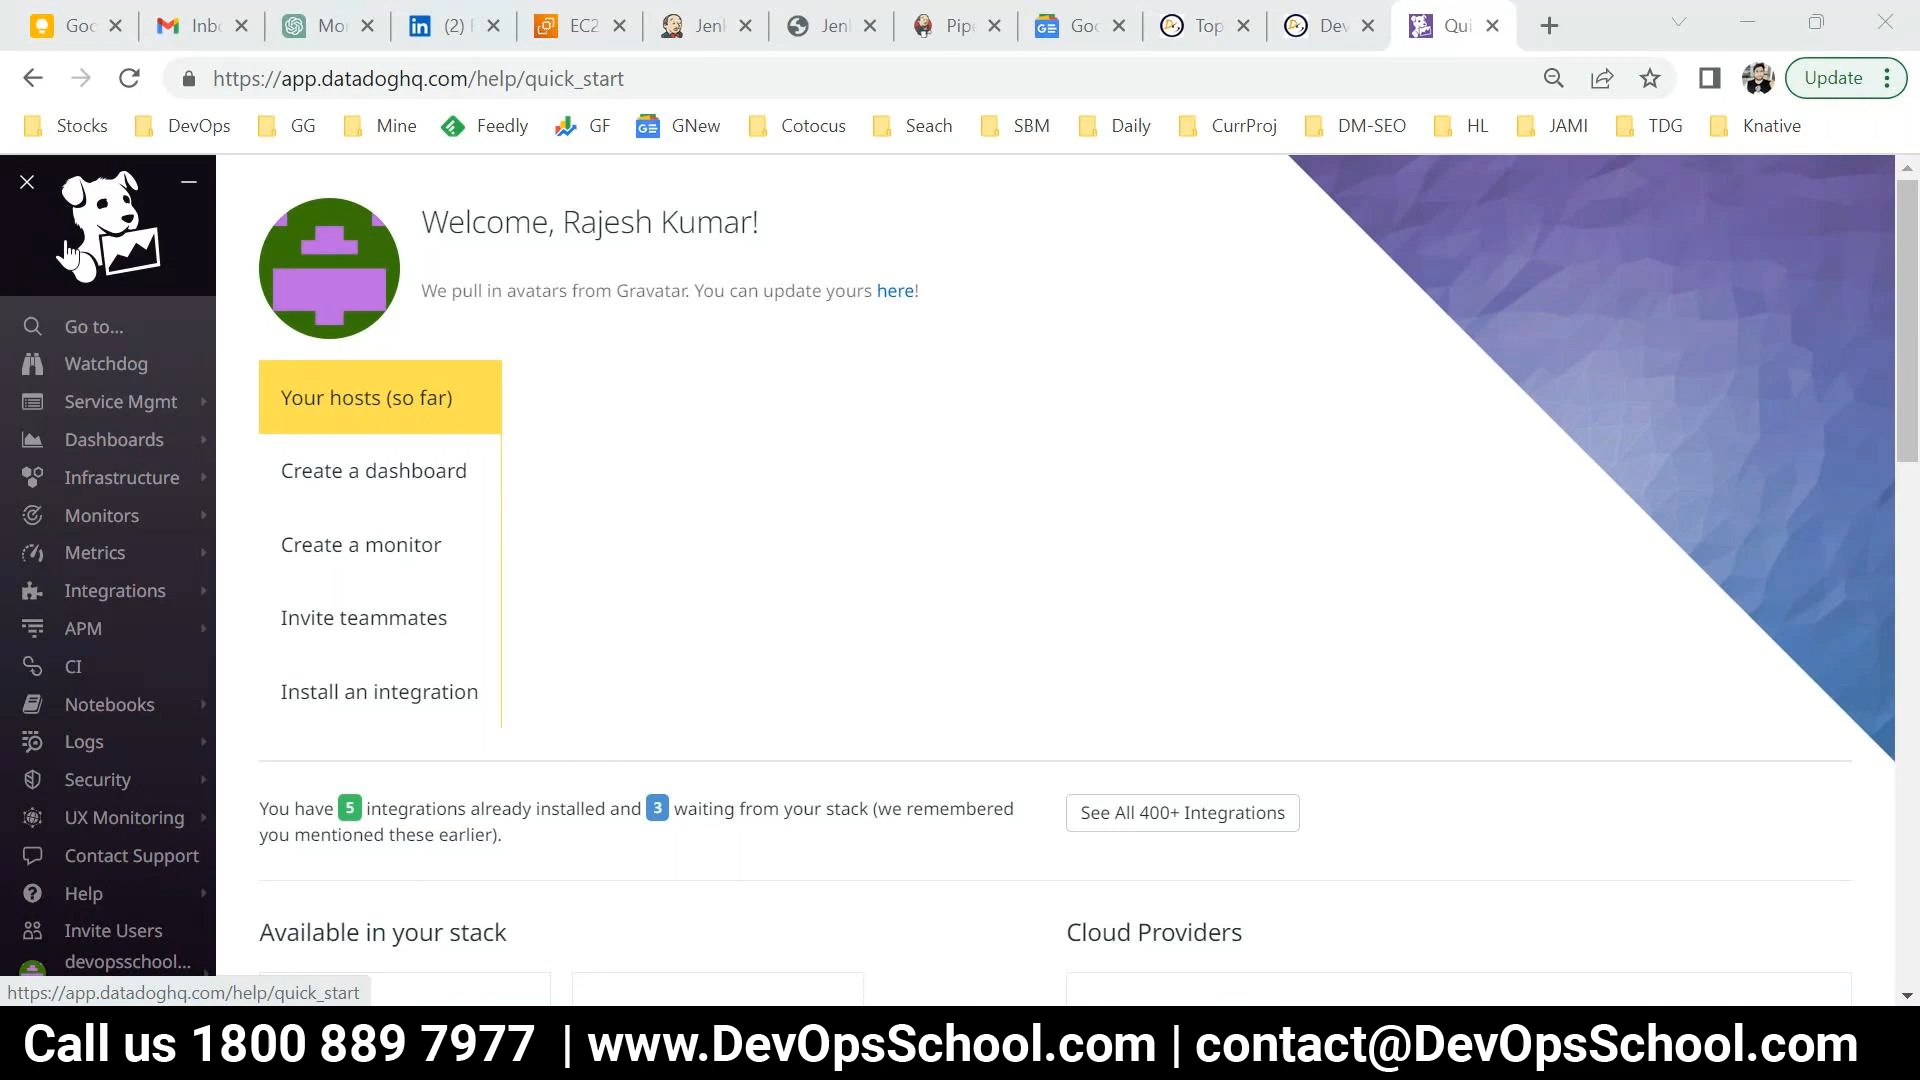 Goo
Inbo
Mon
(2) F
EC2
Jenk
Jenk
Pipe
Goo
Top
Dev
Qui
https://app.datadoghq.com/help/quick_start
Update
Stocks
DevOps
GG
Mine
Feedly
GF
GNew
Cotocus
Seach
SBM
Daily
CurrProj
DM-SEO
HL
JAMI
TDG
Knative
Go to...
Watchdog
Service Mgmt
Dashboards
Infrastructure
Monitors
Metrics
Integrations
APM
CI
Notebooks
Logs
Security
UX Monitoring
Contact Support
Help
Invite Users
devopsschool...
Welcome, Rajesh Kumar!
We pull in avatars from Gravatar. You can update yours here!
Your hosts (so far)
Create a dashboard
Create a monitor
Invite teammates
Install an integration
You have 5 integrations already installed and 3 waiting from your stack (we remembered
you mentioned these earlier).
See All 400+ Integrations
Available in your stack
Cloud Providers
https://app.datadoghq.com/help/quick_start
Call us 1800 889 7977 | www.DevOpsSchool.com | contact@DevOpsSchool.com